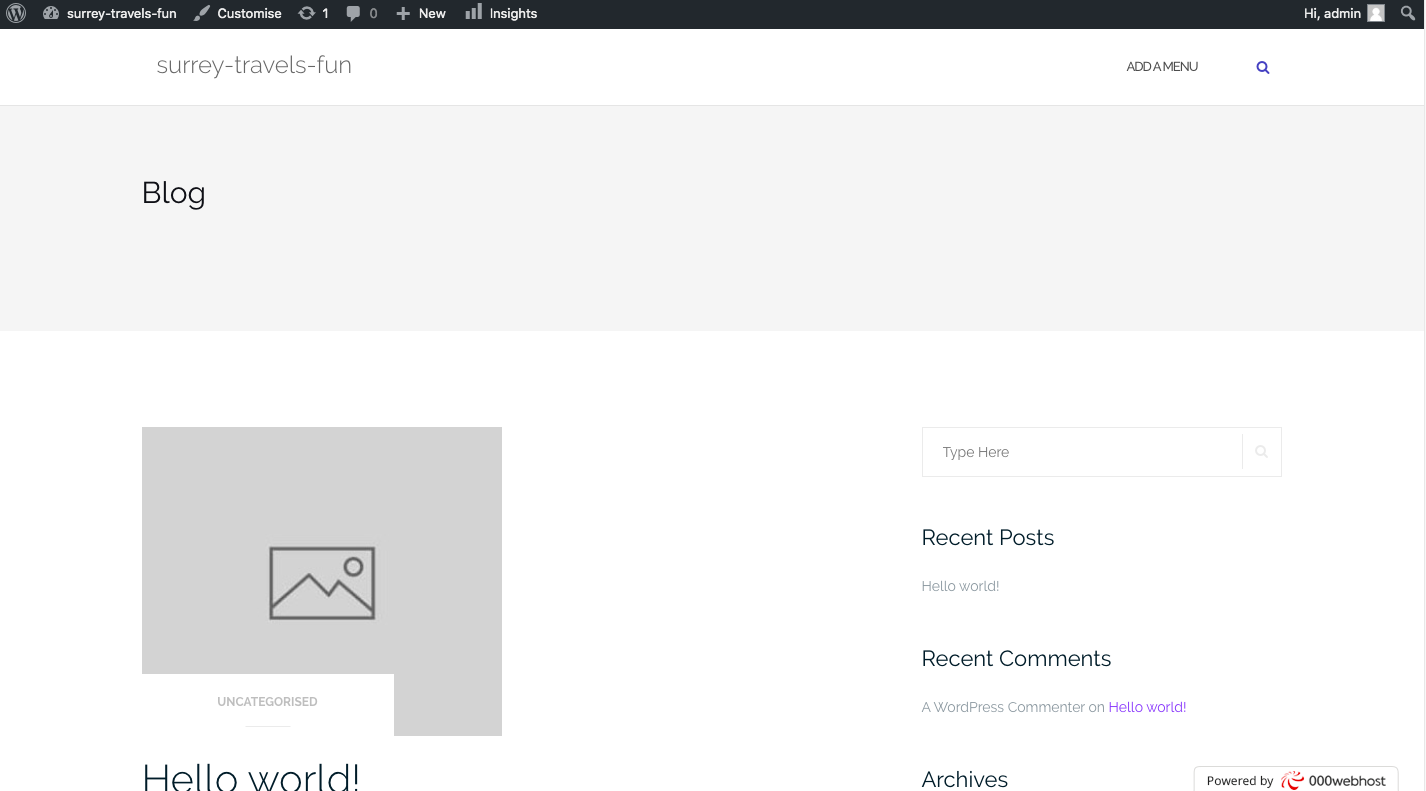 surrey-travels-fun Customise 1 0 New Insights Hi, admin
surrey-travels-fun ADD A MENU
Blog
Type Here
UNCATEGORISED
Hello world!
Recent Posts
Hello world!
Recent Comments
A WordPress Commenter on Hello world!
Archives
Powered by 000webhost